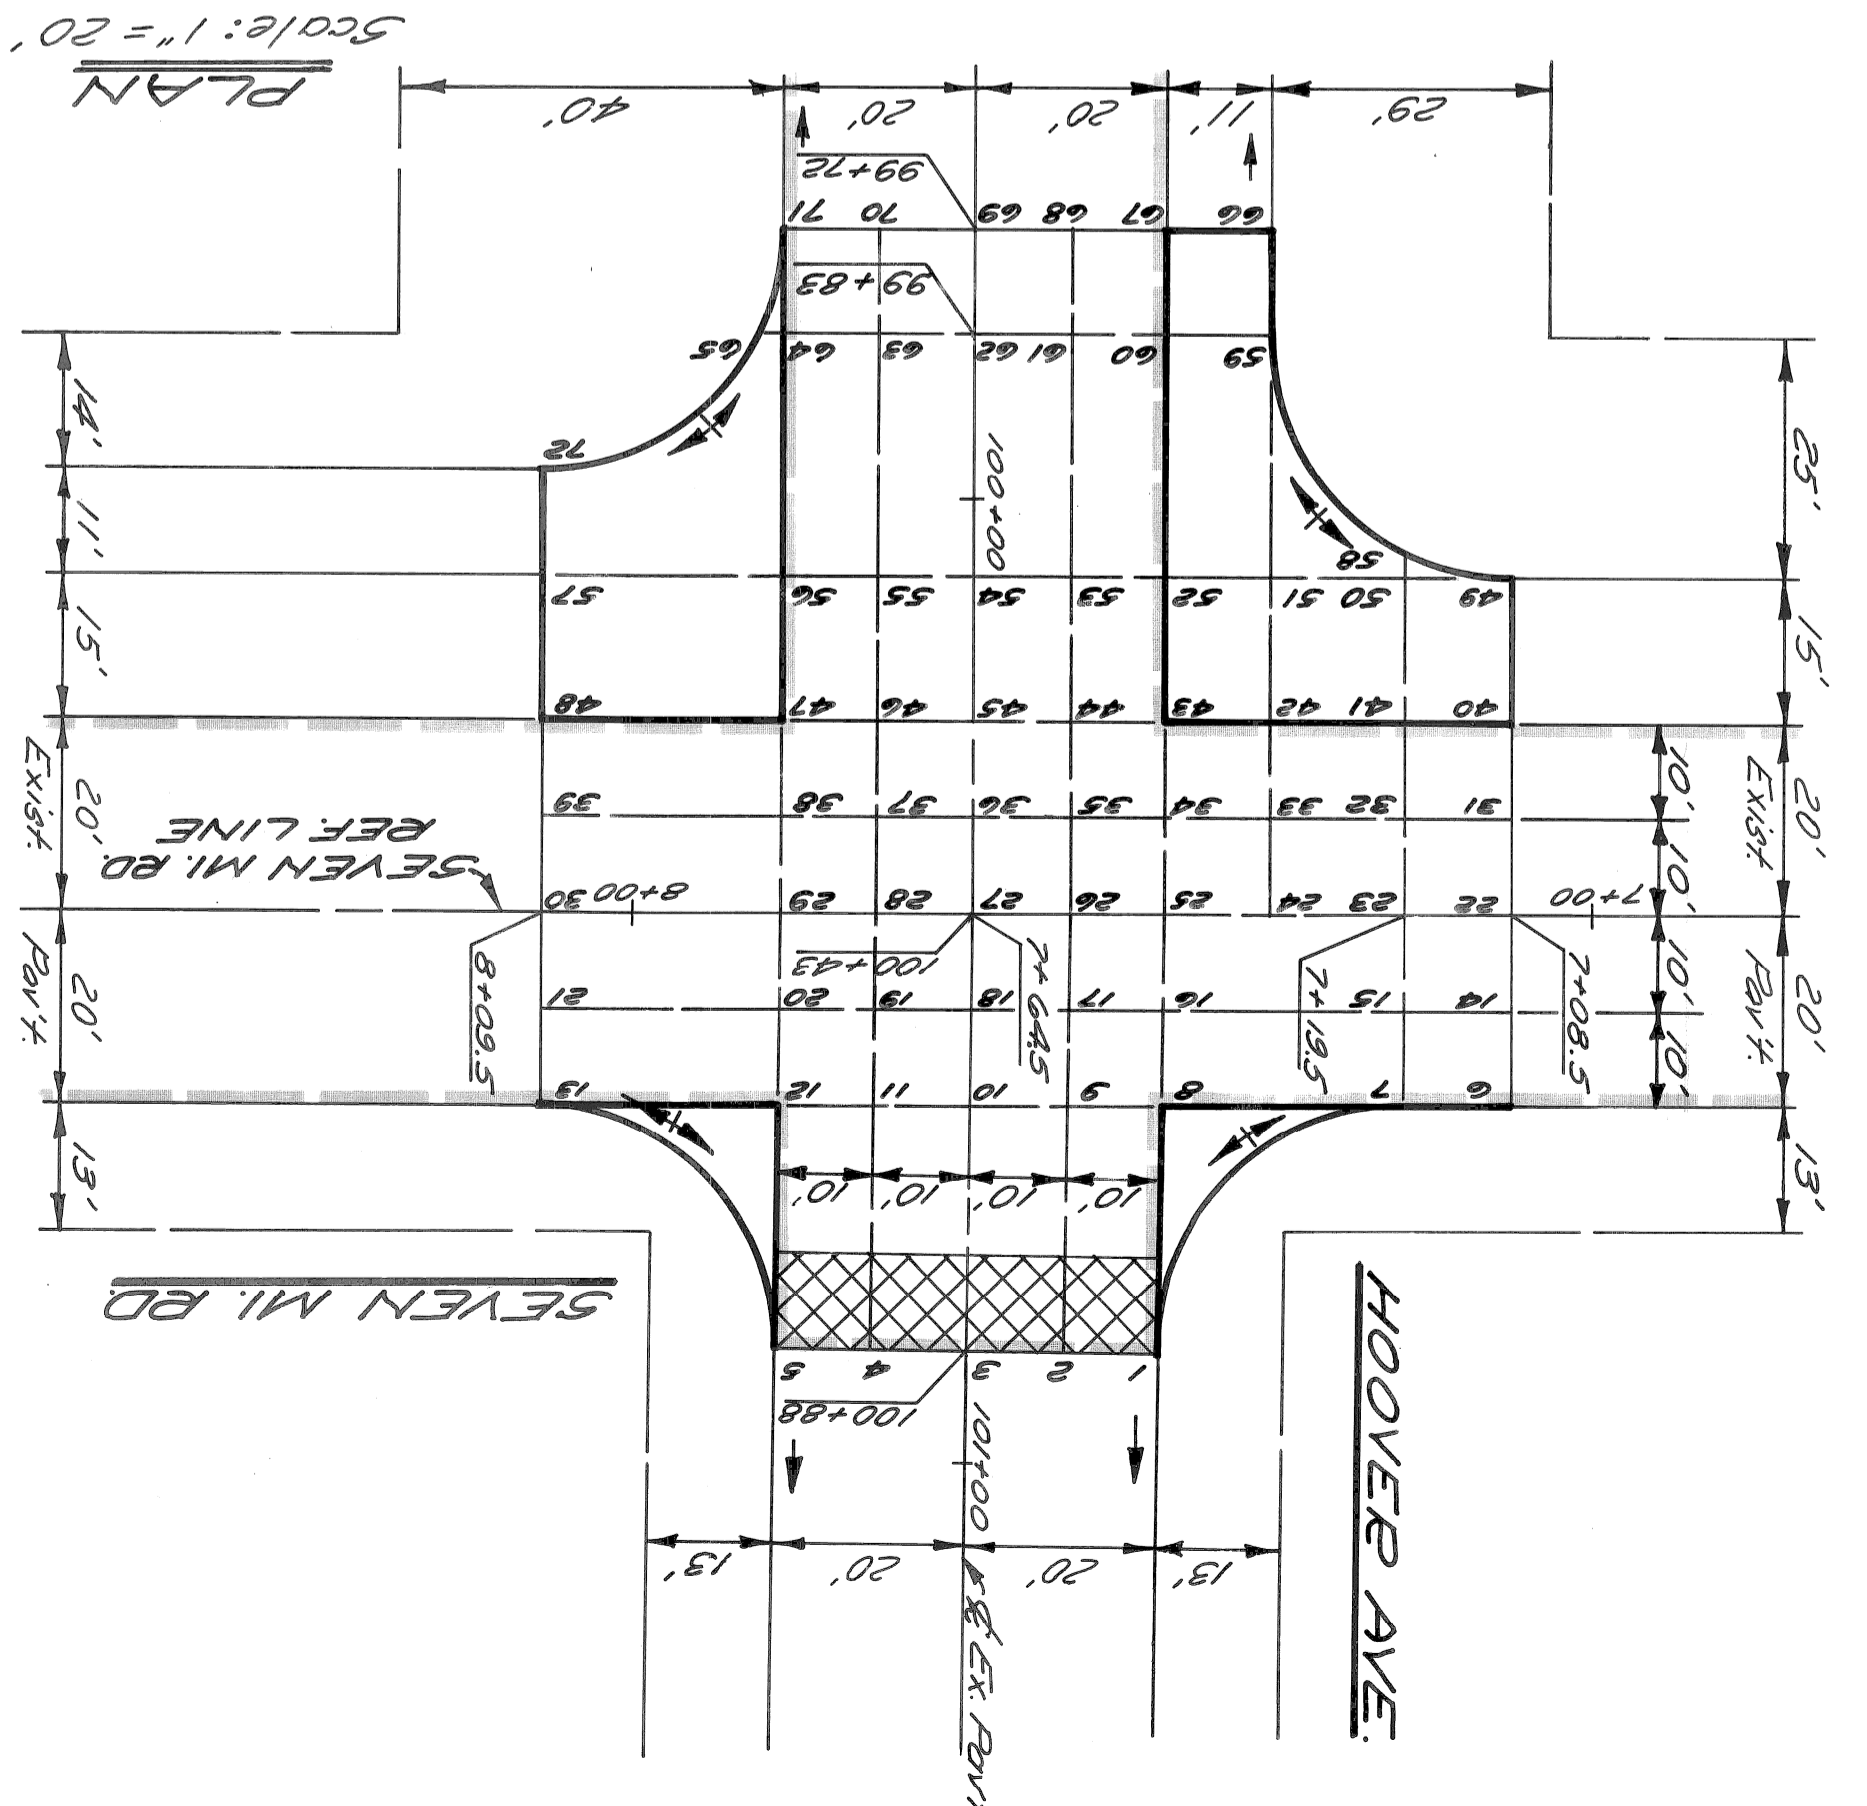 HOOVER AVE.
℄ Ex. Pav't
13' 20' 20' 13'
101+00
100+88
1 2 3 4 5
SEVEN MI. RD.
10' 10' 10' 10'
13' 13'
6 7 8 9 10 11 12 13
20' Pav't. 10' 10' 10' 10' 20' Pav't.
7+08.5 7+19.5 7+64.5 8+09.5
14 15 16 17 18 19 20 21
100+43
7+00 22 23 24 25 26 27 28 29 8+00 30
SEVEN MI. RD.
REF. LINE
20' Exist. 20' Exist.
31 32 33 34 35 36 37 38 39
40 41 42 43 44 45 46 47 48
15' 15'
49 50 51 52 53 54 55 56 57
58
11'
100+00
25' 14'
72
59 60 61 62 63 64 65
99+83
66 67 68 69 70 71
99+72
29' 11' 20' 20' 40'
PLAN
Scale: 1" = 20'